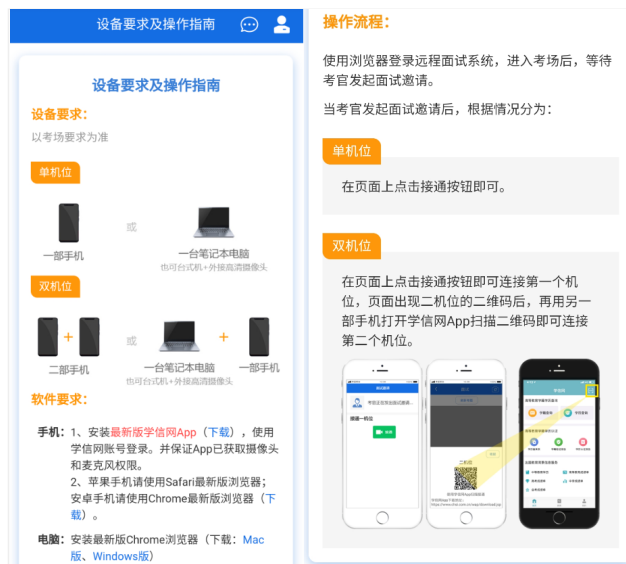 设备要求及操作指南
设备要求及操作指南
设备要求：
以考场要求为准
单机位
或
一部手机
一台笔记本电脑
也可台式机+外接高清摄像头
双机位
+
或
+
二部手机
一台笔记本电脑
一部手机
也可台式机+外接高清摄像头
软件要求：
手机：1、安装最新版学信网App（下载），使用
学信网账号登录。并保证App已获取摄像头
和麦克风权限。
2、苹果手机请使用Safari最新版浏览器；
安卓手机请使用Chrome最新版浏览器（下
载）。
电脑：安装最新版Chrome浏览器（下载：Mac
版、Windows版）
操作流程：
使用浏览器登录远程面试系统，进入考场后，等待
考官发起面试邀请。
当考官发起面试邀请后，根据情况分为：
单机位
在页面上点击接通按钮即可。
双机位
在页面上点击接通按钮即可连接第一个机
位，页面出现二机位的二维码后，再用另一
部手机打开学信网App扫描二维码即可连接
第二个机位。
二机位